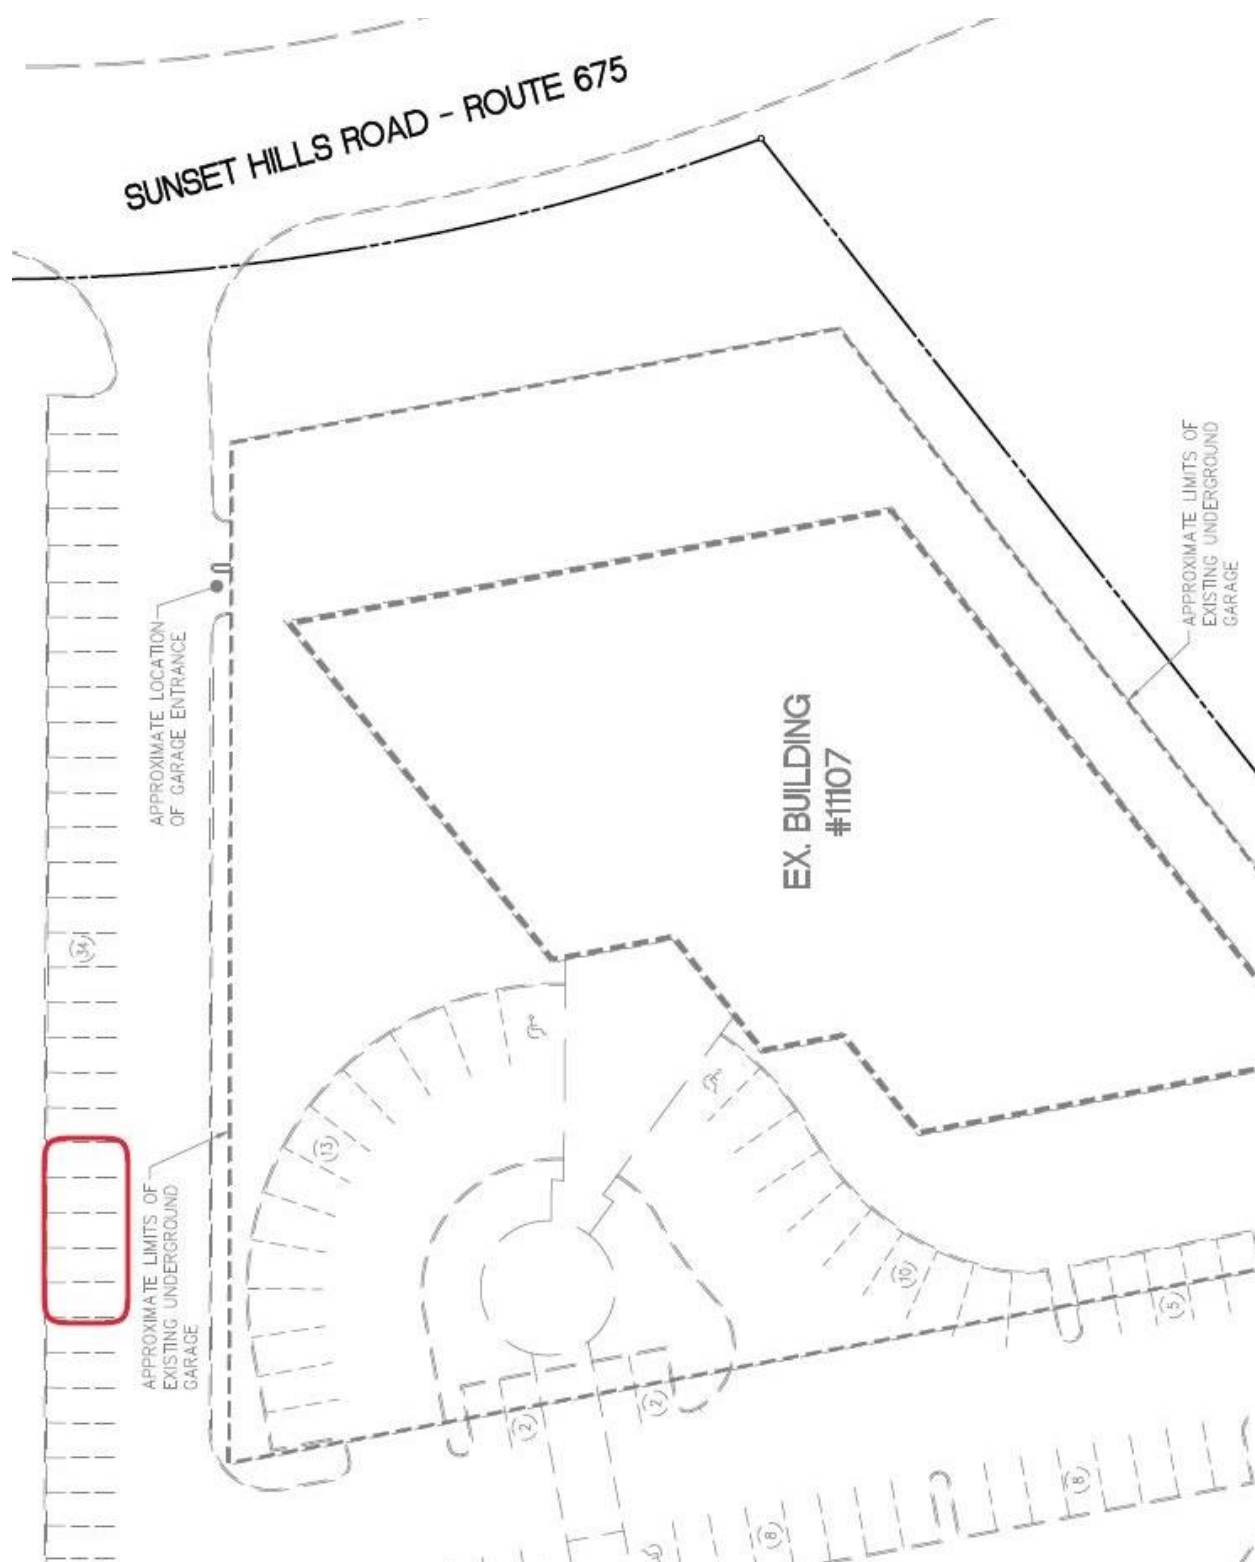 SUNSET HILLS ROAD - ROUTE 675
APPROXIMATE LIMITS OF
EXISTING UNDERGROUND
GARAGE
APPROXIMATE LOCATION
OF GARAGE ENTRANCE
EX. BUILDING
#11107
34
13
APPROXIMATE LIMITS OF
EXISTING UNDERGROUND
GARAGE
10
5
2
2
8
8